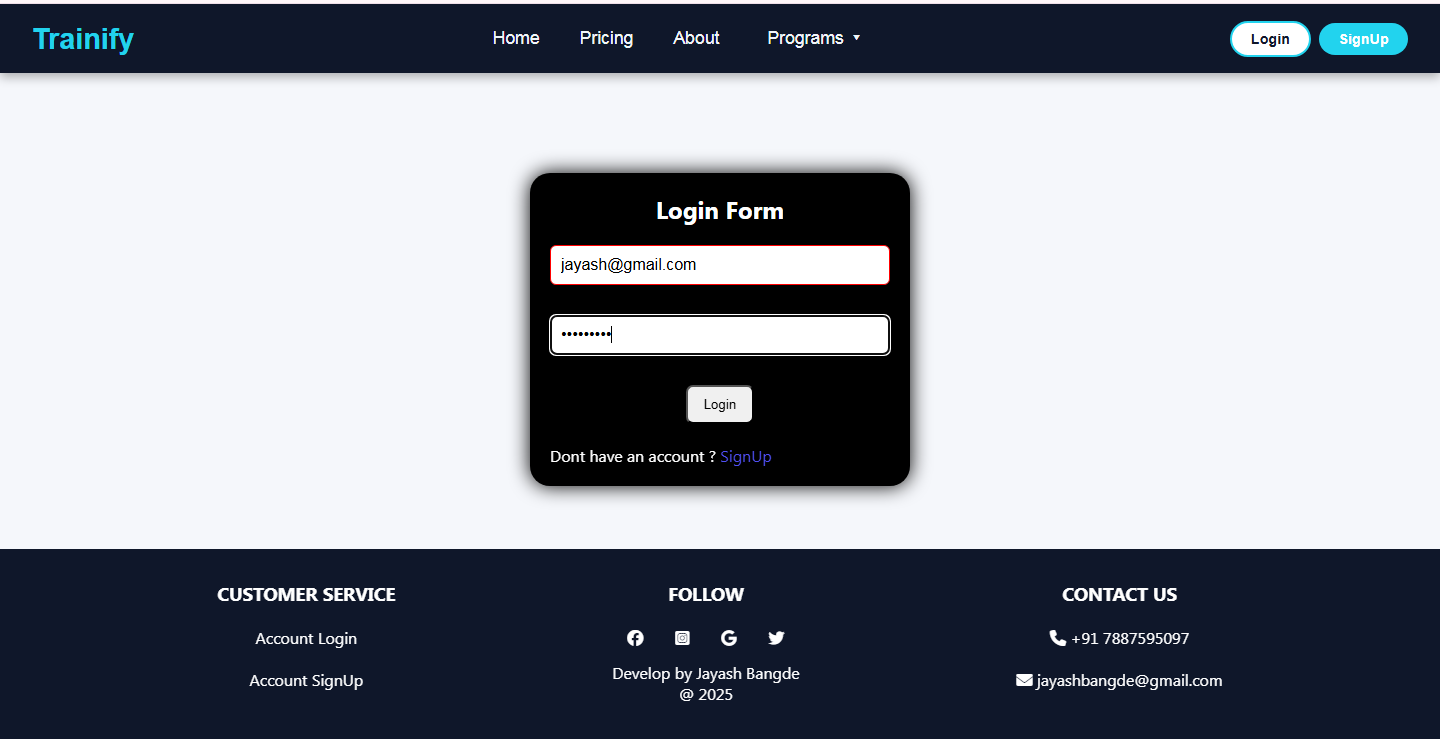 Trainify
Home Pricing About Programs
Login SignUp
Login Form
jayash@gmail.com
•••••••••
Login
Dont have an account ? SignUp
CUSTOMER SERVICE
Account Login
Account SignUp
FOLLOW
Develop by Jayash Bangde
@ 2025
CONTACT US
+91 7887595097
jayashbangde@gmail.com